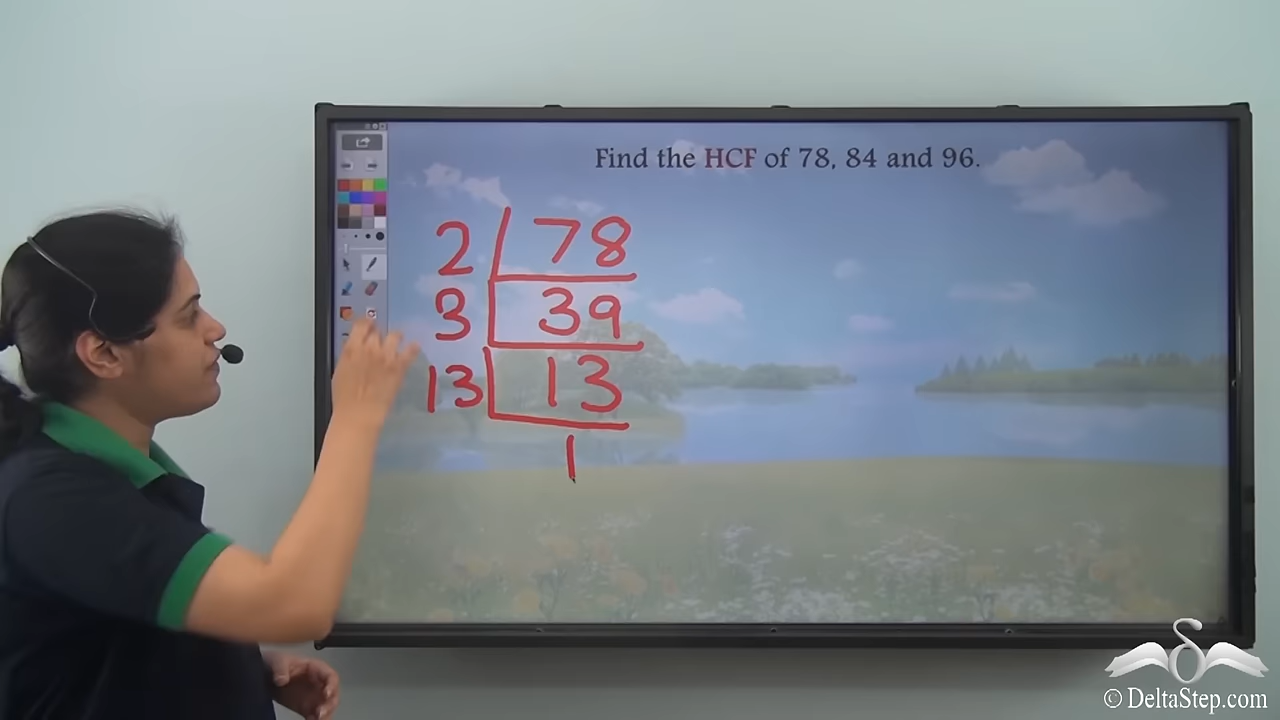 Find the HCF of 78, 84 and 96.
2 78
3 39
13 13
1
© DeltaStep.com